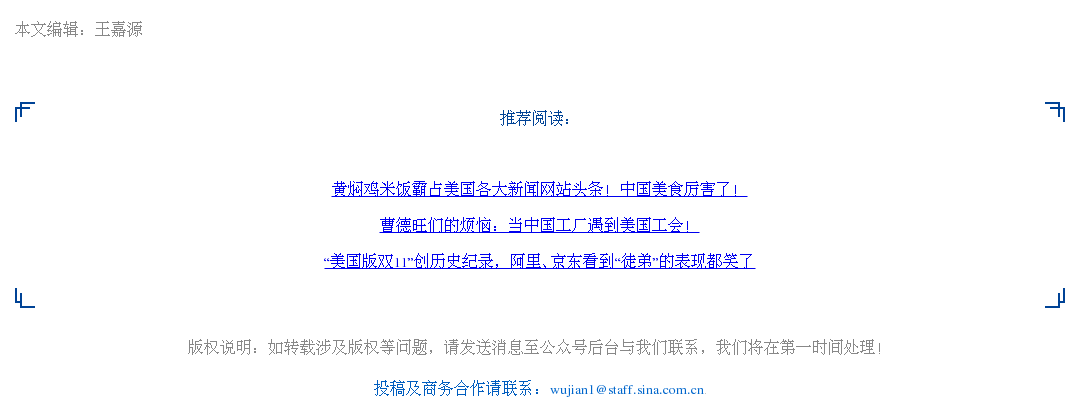 本文编辑：王嘉源
推荐阅读：
黄焖鸡米饭霸占美国各大新闻网站头条！中国美食厉害了！
曹德旺们的烦恼：当中国工厂遇到美国工会！
“美国版双11”创历史纪录，阿里、京东看到“徒弟”的表现都笑了
版权说明：如转载涉及版权等问题，请发送消息至公众号后台与我们联系，我们将在第一时间处理！
投稿及商务合作请联系：wujian1@staff.sina.com.cn